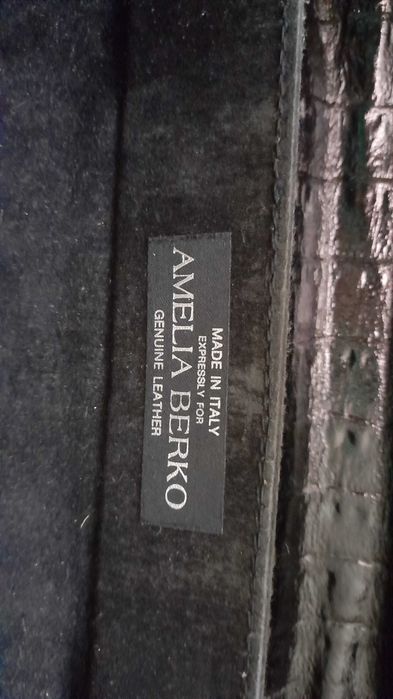 MADE IN ITALY
EXPRESSLY FOR
AMELIA BERKO
GENUINE LEATHER